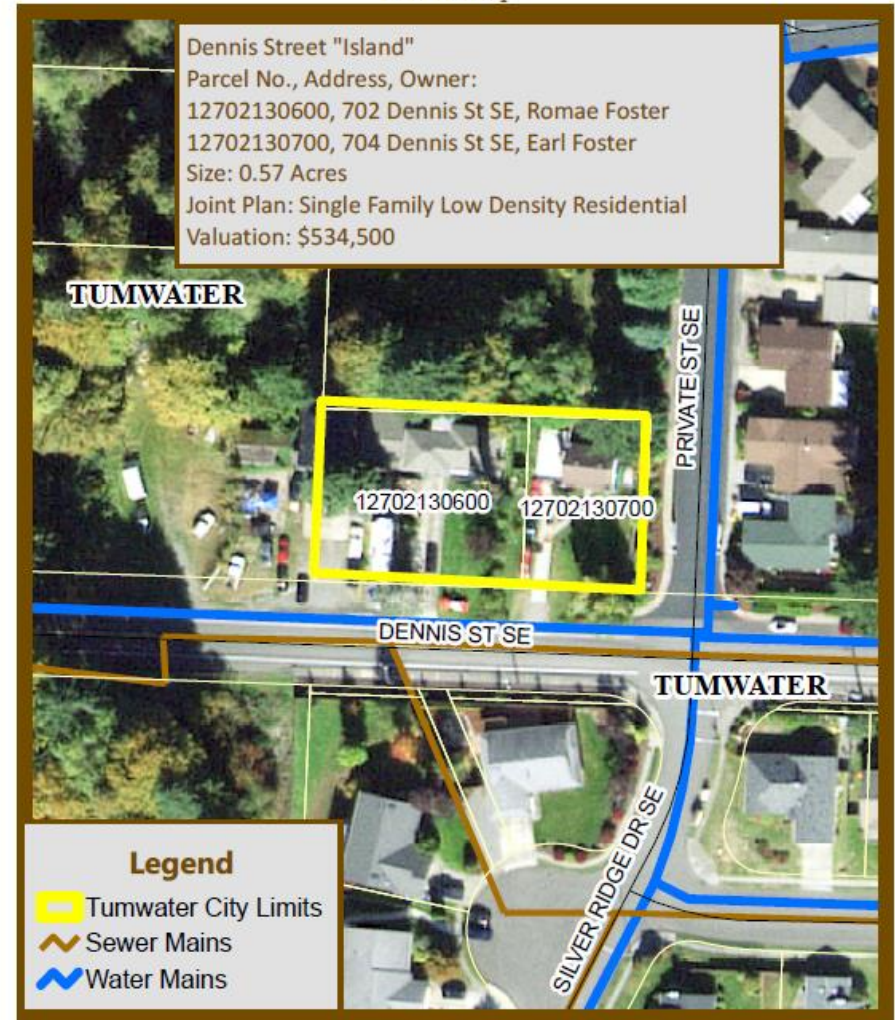 Dennis Street "Island"
Parcel No., Address, Owner:
12702130600, 702 Dennis St SE, Romae Foster
12702130700, 704 Dennis St SE, Earl Foster
Size: 0.57 Acres
Joint Plan: Single Family Low Density Residential
Valuation: $534,500
TUMWATER
PRIVATE ST SE
12702130600
12702130700
DENNIS ST SE
TUMWATER
SILVER RIDGE DR SE
Legend
Tumwater City Limits
Sewer Mains
Water Mains